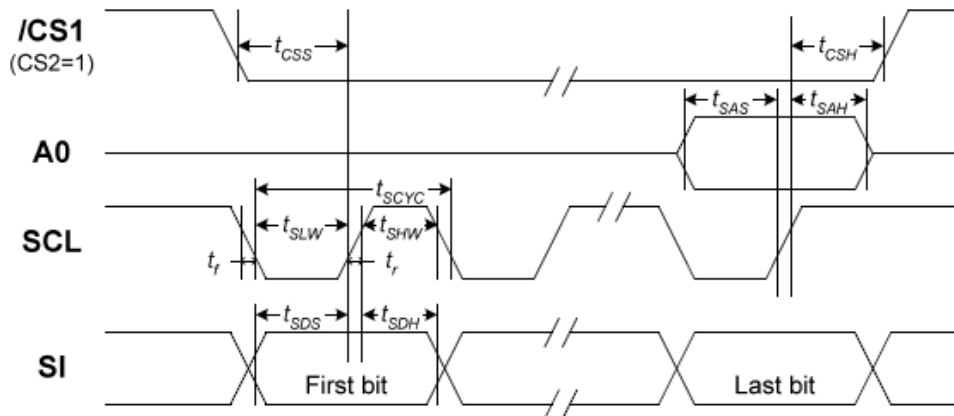 /CS1
(CS2=1)
tCSS
tCSH
tSAS
tSAH
A0
tSCYC
tSLW
tSHW
SCL
tf
tr
tSDS
tSDH
SI
First bit
Last bit